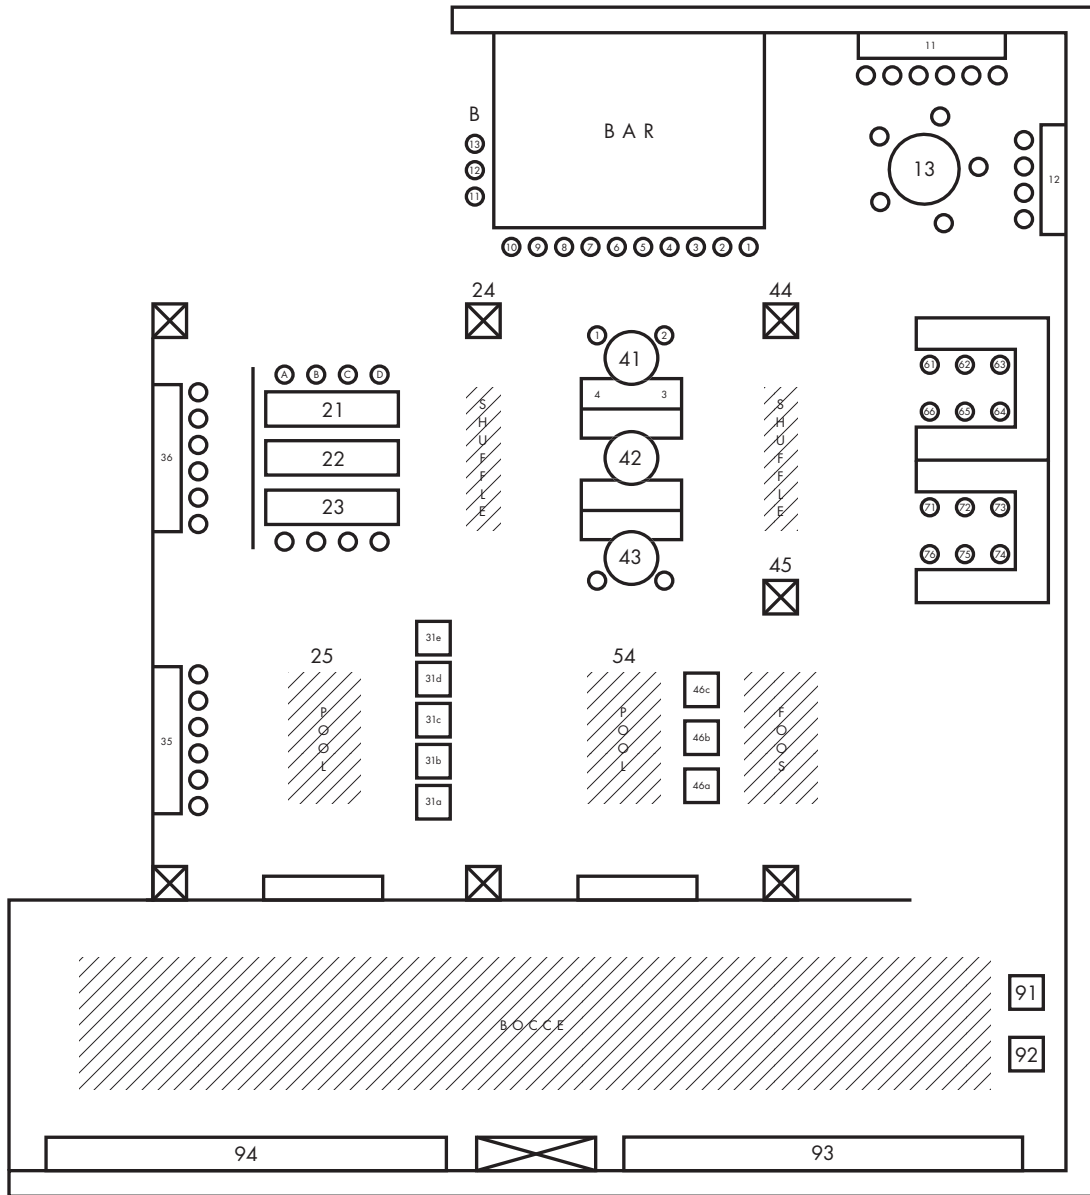 11
B
BAR
13
12
11
13
12
10 9 8 7 6 5 4 3 2 1
24
44
1
2
41
4
3
42
43
A B C D
21
22
23
36
SHUFFLE
SHUFFLE
61 62 63
66 65 64
71 72 73
76 75 74
45
25
54
31e
31d
31c
31b
31a
35
POOL
POOL
46c
46b
46a
FOOS
BOCCE
91
92
94
93